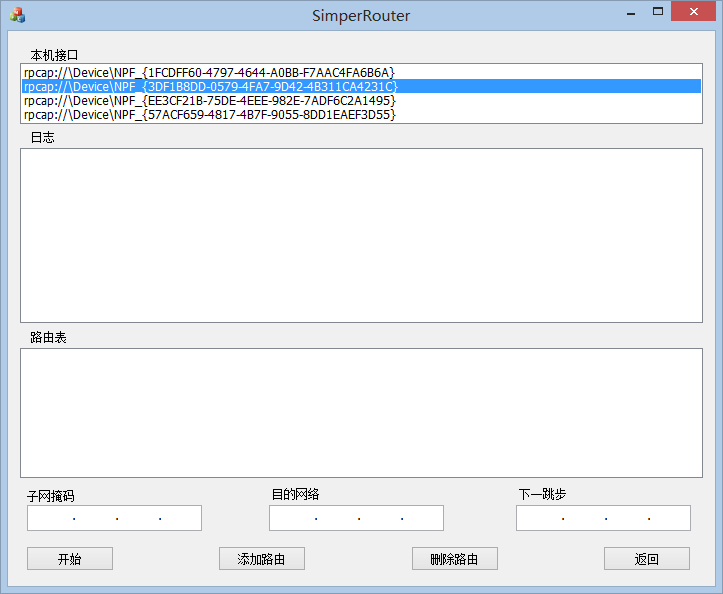 SimperRouter
本机接口
rpcap://\Device\NPF_{1FCDFF60-4797-4644-A0BB-F7AAC4FA6B6A}
rpcap://\Device\NPF_{3DF1B8DD-0579-4FA7-9D42-4B311CA4231C}
rpcap://\Device\NPF_{EE3CF21B-75DE-4EEE-982E-7ADF6C2A1495}
rpcap://\Device\NPF_{57ACF659-4817-4B7F-9055-8DD1EAEF3D55}
日志
路由表
子网掩码 目的网络 下一跳步
. . . . . . . . .
开始 添加路由 删除路由 返回